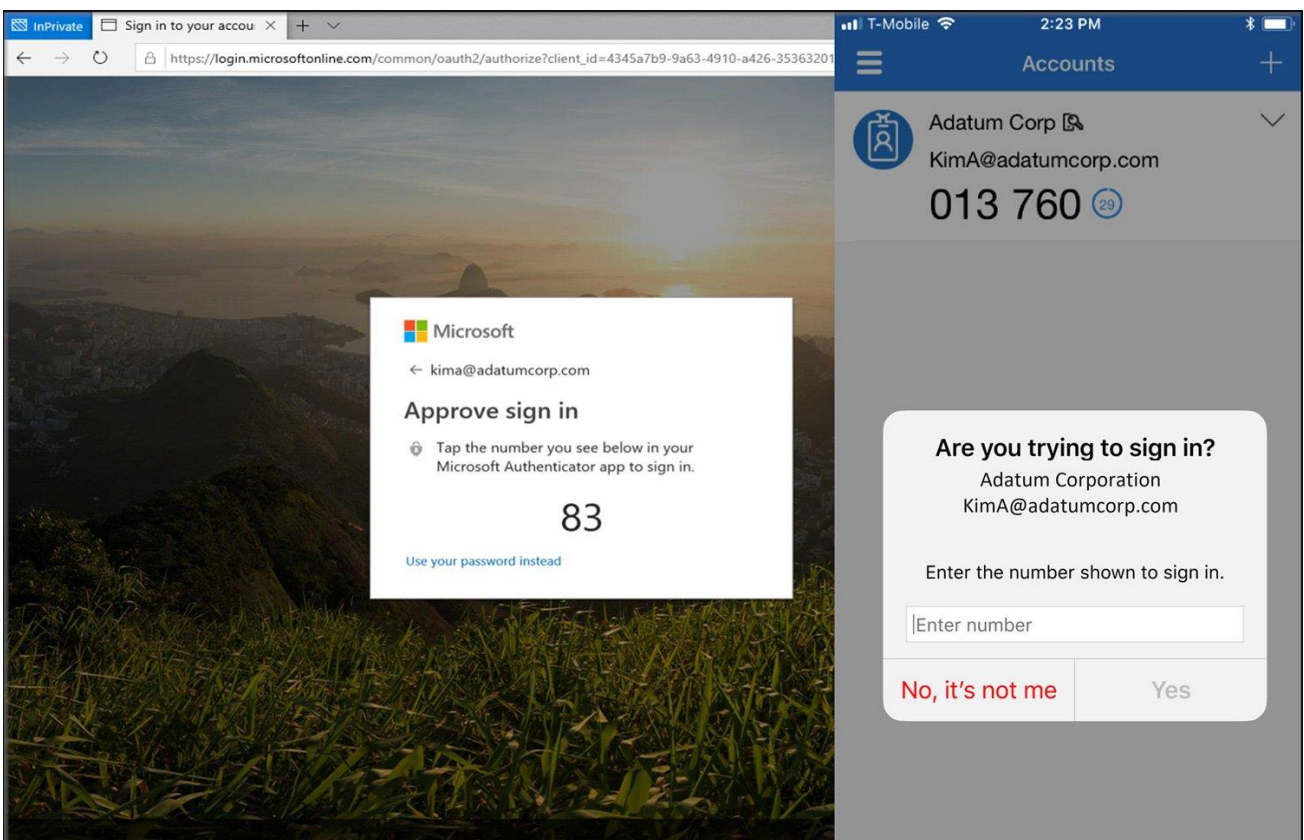 InPrivate
Sign in to your accou
https://login.microsoftonline.com/common/oauth2/authorize?client_id=4345a7b9-9a63-4910-a426-35363201
Microsoft
← kima@adatumcorp.com
Approve sign in
Tap the number you see below in your
Microsoft Authenticator app to sign in.
83
Use your password instead
T-Mobile 2:23 PM
Accounts
Adatum Corp
KimA@adatumcorp.com
013 760 29
Are you trying to sign in?
Adatum Corporation
KimA@adatumcorp.com
Enter the number shown to sign in.
Enter number
No, it's not me Yes